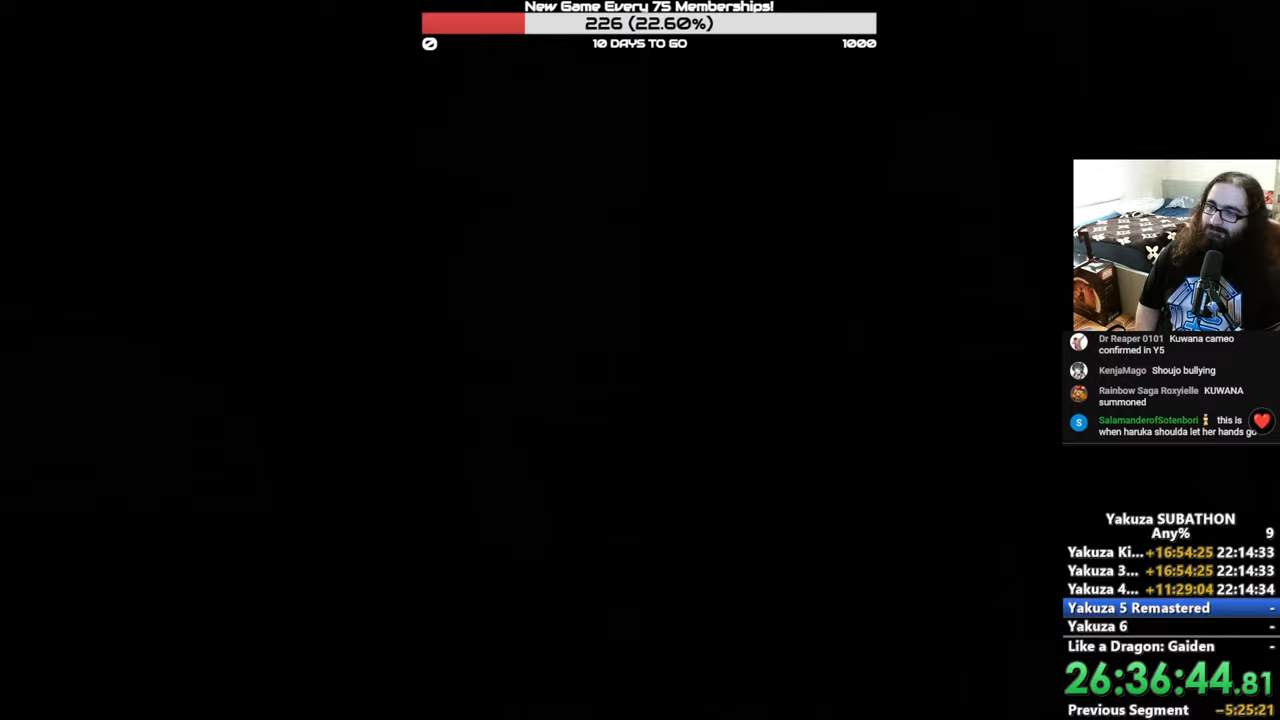 New Game Every 75 Memberships!
226 (22.60%)
0 10 DAYS TO GO 1000
Dr Reaper 0101 Kuwana cameo
confirmed in Y5
KenjaMago Shoujo bullying
Rainbow Saga Roxyielle KUWANA
summoned
S SalamanderofSotenbori this is
when haruka shoulda let her hands go
Yakuza SUBATHON
Any% 9
Yakuza Ki... +16:54:25 22:14:33
Yakuza 3... +16:54:25 22:14:33
Yakuza 4... +11:29:04 22:14:34
Yakuza 5 Remastered -
Yakuza 6 -
Like a Dragon: Gaiden -
26:36:44.81
Previous Segment -5:25:21